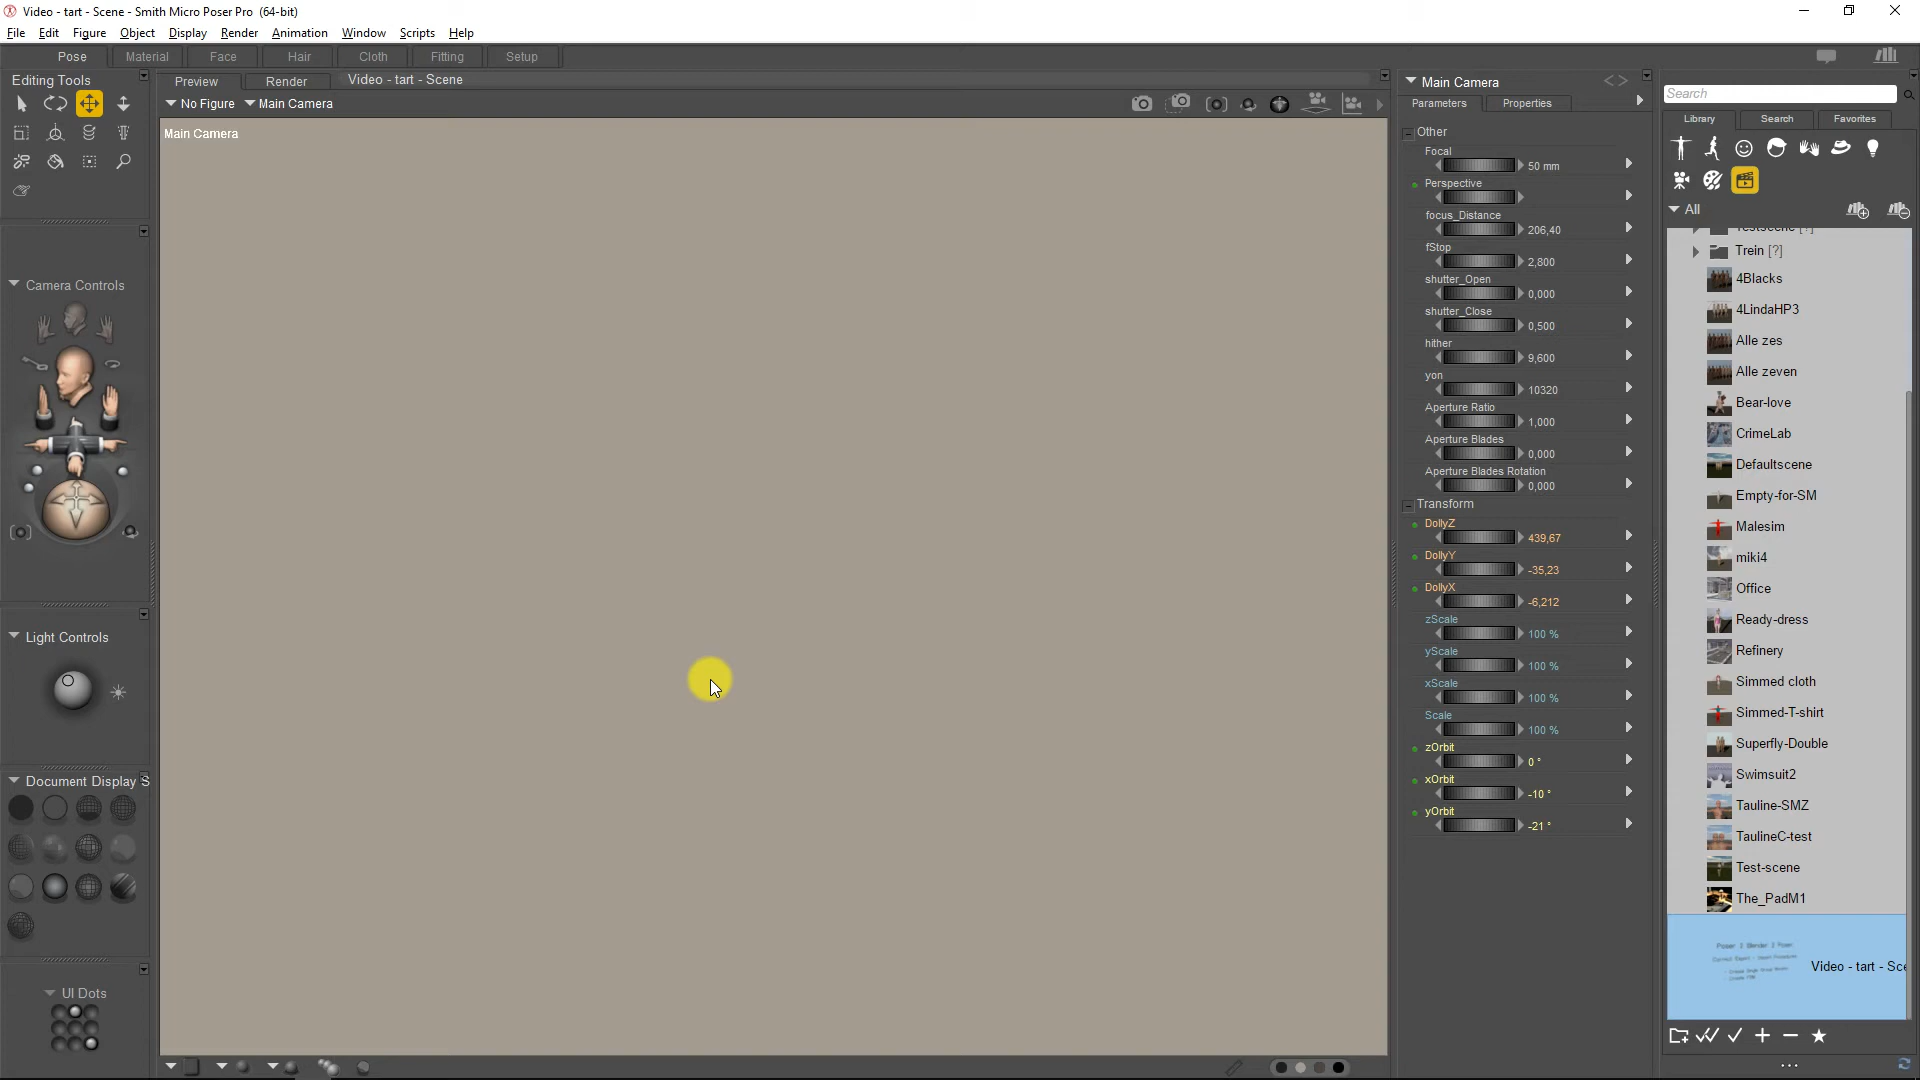 Video - tart - Scene - Smith Micro Poser Pro  (64-bit)
File Edit Figure Object Display Render Animation Window Scripts Help
Pose Material Face Hair Cloth Fitting Setup
Editing Tools
Preview Render Video - tart - Scene
No Figure Main Camera
Main Camera
Camera Controls
Light Controls
Document Display S
UI Dots
Main Camera
Parameters Properties
Other
Focal
50 mm
Perspective
focus_Distance
206,40
fStop
2,800
shutter_Open
0,000
shutter_Close
0,500
hither
9,600
yon
10320
Aperture Ratio
1,000
Aperture Blades
0,000
Aperture Blades Rotation
0,000
Transform
DollyZ
439,67
DollyY
-35,23
DollyX
-6,212
zScale
100 %
yScale
100 %
xScale
100 %
Scale
100 %
zOrbit
0 °
xOrbit
-10 °
yOrbit
-21 °
Search
Library Search Favorites
All
Testscene [?]
Trein [?]
4Blacks
4LindaHP3
Alle zes
Alle zeven
Bear-love
CrimeLab
Defaultscene
Empty-for-SM
Malesim
miki4
Office
Ready-dress
Refinery
Simmed cloth
Simmed-T-shirt
Superfly-Double
Swimsuit2
Tauline-SMZ
TaulineC-test
Test-scene
The_PadM1
Video - tart - Sce